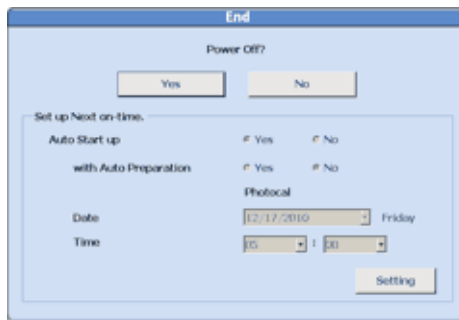 End
Power Off?
Yes No
Set up Next on-time.
Auto Start up Yes No
with Auto Preparation Yes No
Photocal
Date 12/17/2010 Friday
Time 05 : 00
Setting